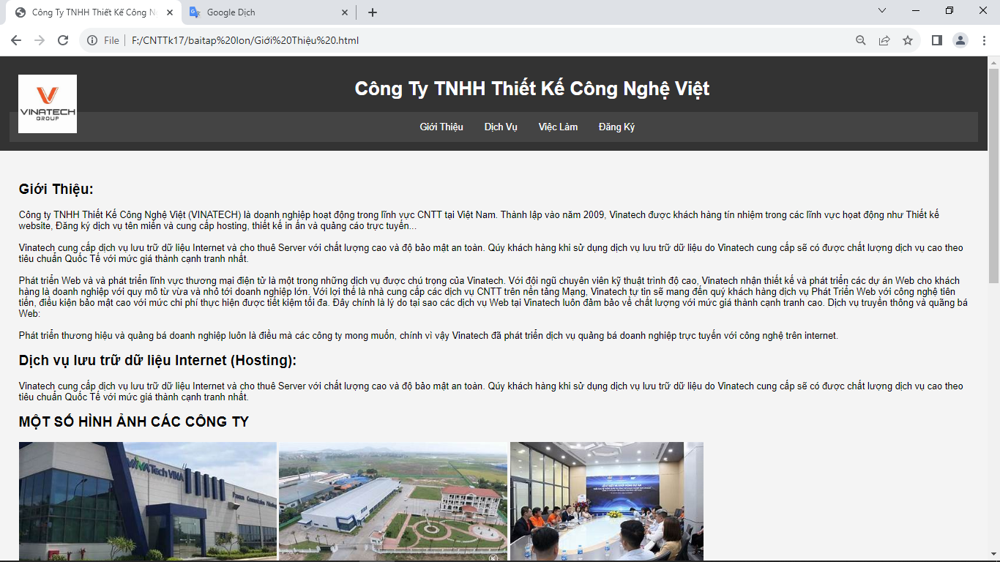 Công Ty TNHH Thiết Kế Công N
Google Dịch
File
F:/CNTTk17/baitap%20lon/Giới%20Thiệu%20.html
VINATECH
GROUP
Công Ty TNHH Thiết Kế Công Nghệ Việt
Giới Thiệu Dịch Vụ Việc Làm Đăng Ký
Giới Thiệu:
Công ty TNHH Thiết Kế Công Nghệ Việt (VINATECH) là doanh nghiệp hoạt động trong lĩnh vực CNTT tại Việt Nam. Thành lập vào năm 2009, Vinatech được khách hàng tín nhiệm trong các lĩnh vực họat động như Thiết kế
website, Đăng ký dịch vụ tên miền và cung cấp hosting, thiết kế in ấn và quảng cáo trực tuyến...
Vinatech cung cấp dịch vụ lưu trữ dữ liệu Internet và cho thuê Server với chất lượng cao và độ bảo mật an toàn. Qúy khách hàng khi sử dụng dịch vụ lưu trữ dữ liệu do Vinatech cung cấp sẽ có được chất lượng dịch vụ cao theo
tiêu chuẩn Quốc Tế với mức giá thành cạnh tranh nhất.
Phát triển Web và và phát triển lĩnh vực thương mại điện tử là một trong những dịch vụ được chú trọng của Vinatech. Với đội ngũ chuyên viên kỹ thuật trình độ cao, Vinatech nhận thiết kế và phát triển các dự án Web cho khách
hàng là doanh nghiệp với quy mô từ vừa và nhỏ tới doanh nghiệp lớn. Với lợi thế là nhà cung cấp các dịch vụ CNTT trên nền tảng Mạng, Vinatech tự tin sẽ mang đến quý khách hàng dịch vụ Phát Triển Web với công nghệ tiên
tiến, điều kiện bảo mật cao với mức chi phí thực hiện được tiết kiệm tối đa. Đây chính là lý do tại sao các dịch vụ Web tại Vinatech luôn đảm bảo về chất lượng với mức giá thành cạnh tranh cao. Dịch vụ truyền thông và quãng bá
Web:
Phát triển thương hiệu và quảng bá doanh nghiệp luôn là điều mà các công ty mong muốn, chính vì vậy Vinatech đã phát triển dịch vụ quảng bá doanh nghiệp trực tuyến với công nghệ trên internet.
Dịch vụ lưu trữ dữ liệu Internet (Hosting):
Vinatech cung cấp dịch vụ lưu trữ dữ liệu Internet và cho thuê Server với chất lượng cao và độ bảo mật an toàn. Qúy khách hàng khi sử dụng dịch vụ lưu trữ dữ liệu do Vinatech cung cấp sẽ có được chất lượng dịch vụ cao theo
tiêu chuẩn Quốc Tế với mức giá thành cạnh tranh nhất.
MỘT SỐ HÌNH ẢNH CÁC CÔNG TY
VINATech VINA